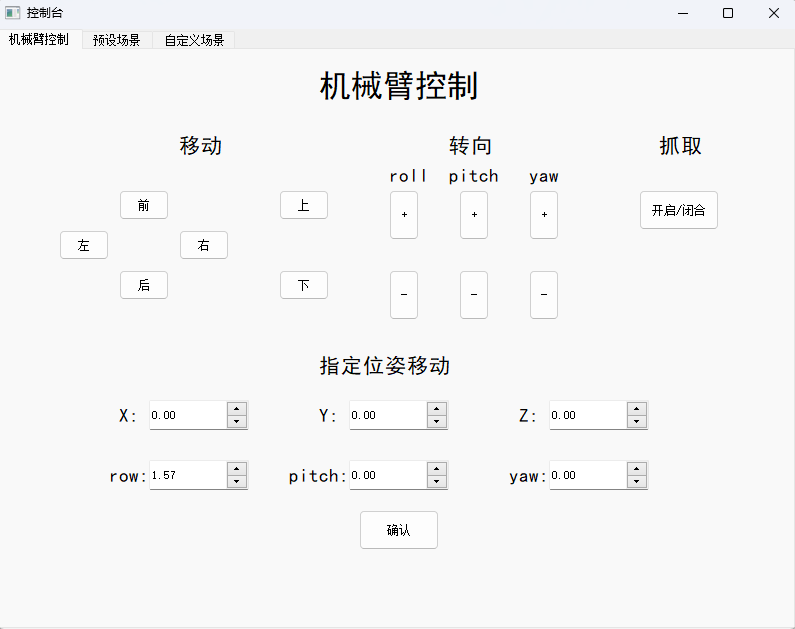 控制台
机械臂控制 预设场景 自定义场景
机械臂控制
移动 转向 抓取
roll pitch yaw
前 上 + + + 开启/闭合
左 右
后 下 - - -
指定位姿移动
X: 0.00 Y: 0.00 Z: 0.00
row: 1.57 pitch: 0.00 yaw: 0.00
确认